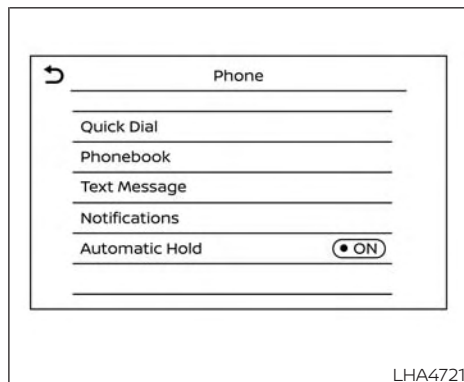 Phone
Quick Dial
Phonebook
Text Message
Notifications
Automatic Hold ON
LHA4721